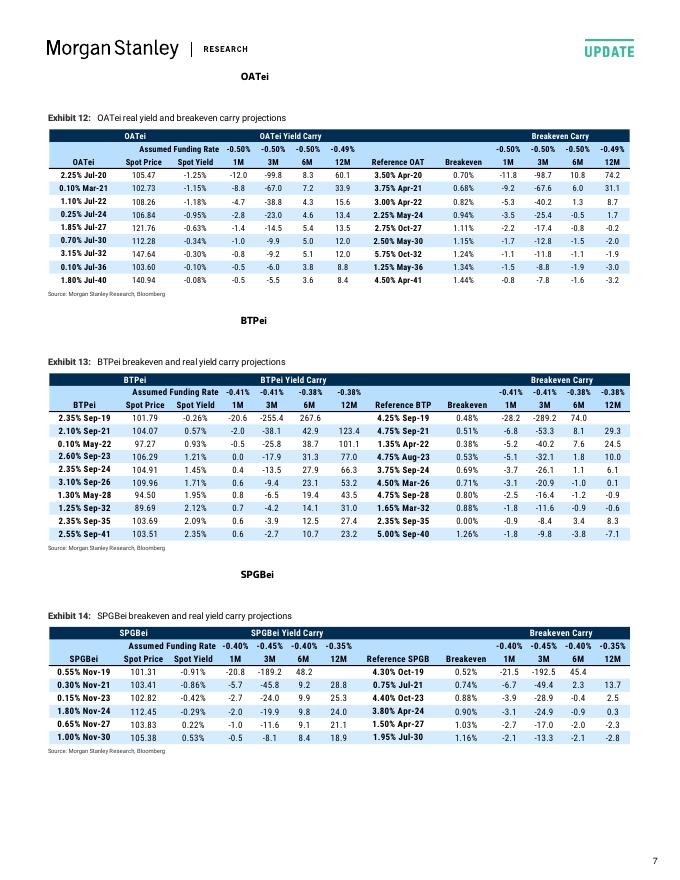 Morgan Stanley | RESEARCH
UPDATE
OATei
Exhibit 12: OATei real yield and breakeven carry projections
OATei OATei Yield Carry Breakeven Carry
Assumed Funding Rate -0.50% -0.50% -0.50% -0.49% -0.50% -0.50% -0.50% -0.49%
OATei Spot Price Spot Yield 1M 3M 6M 12M Reference OAT Breakeven 1M 3M 6M 12M
2.25% Jul-20 105.47 -1.25% -12.0 -99.8 8.3 60.1 3.50% Apr-20 0.70% -11.8 -98.7 10.8 74.2
0.10% Mar-21 102.73 -1.15% -8.8 -67.0 7.2 33.9 3.75% Apr-21 0.68% -9.2 -67.6 6.0 31.1
1.10% Jul-22 108.26 -1.18% -4.7 -38.8 4.3 15.6 3.00% Apr-22 0.82% -5.3 -40.2 1.3 8.7
0.25% Jul-24 106.84 -0.95% -2.8 -23.0 4.6 13.4 2.25% May-24 0.94% -3.5 -25.4 -0.5 1.7
1.85% Jul-27 121.76 -0.63% -1.4 -14.5 5.4 13.5 2.75% Oct-27 1.11% -2.2 -17.4 -0.8 -0.2
0.70% Jul-30 112.28 -0.34% -1.0 -9.9 5.0 12.0 2.50% May-30 1.15% -1.7 -12.8 -1.5 -2.0
3.15% Jul-32 147.64 -0.30% -0.8 -9.2 5.1 12.0 5.75% Oct-32 1.24% -1.1 -11.8 -1.1 -1.9
0.10% Jul-36 103.60 -0.10% -0.5 -6.0 3.8 8.8 1.25% May-36 1.34% -1.5 -8.8 -1.9 -3.0
1.80% Jul-40 140.94 -0.08% -0.5 -5.5 3.6 8.4 4.50% Apr-41 1.44% -0.8 -7.8 -1.6 -3.2
Source: Morgan Stanley Research, Bloomberg
BTPei
Exhibit 13: BTPei breakeven and real yield carry projections
BTPei BTPei Yield Carry Breakeven Carry
Assumed Funding Rate -0.41% -0.41% -0.38% -0.38% -0.41% -0.41% -0.38% -0.38%
BTPei Spot Price Spot Yield 1M 3M 6M 12M Reference BTP Breakeven 1M 3M 6M 12M
2.35% Sep-19 101.79 -0.26% -20.6 -255.4 267.6 4.25% Sep-19 0.48% -28.2 -289.2 74.0
2.10% Sep-21 104.07 0.57% -2.0 -38.1 42.9 123.4 4.75% Sep-21 0.51% -6.8 -53.3 8.1 29.3
0.10% May-22 97.27 0.93% -0.5 -25.8 38.7 101.1 1.35% Apr-22 0.38% -5.2 -40.2 7.6 24.5
2.60% Sep-23 106.29 1.21% 0.0 -17.9 31.3 77.0 4.75% Aug-23 0.53% -5.1 -32.1 1.8 10.0
2.35% Sep-24 104.91 1.45% 0.4 -13.5 27.9 66.3 3.75% Sep-24 0.69% -3.7 -26.1 1.1 6.1
3.10% Sep-26 109.96 1.71% 0.6 -9.4 23.1 53.2 4.50% Mar-26 0.71% -3.1 -20.9 -1.0 0.1
1.30% May-28 94.50 1.95% 0.8 -6.5 19.4 43.5 4.75% Sep-28 0.80% -2.5 -16.4 -1.2 -0.9
1.25% Sep-32 89.69 2.12% 0.7 -4.2 14.1 31.0 1.65% Mar-32 0.88% -1.8 -11.6 -0.9 -0.6
2.35% Sep-35 103.69 2.09% 0.6 -3.9 12.5 27.4 2.35% Sep-35 0.00% -0.9 -8.4 3.4 8.3
2.55% Sep-41 103.51 2.35% 0.6 -2.7 10.7 23.2 5.00% Sep-40 1.26% -1.8 -9.8 -3.8 -7.1
Source: Morgan Stanley Research, Bloomberg
SPGBei
Exhibit 14: SPGBei breakeven and real yield carry projections
SPGBei SPGBei Yield Carry Breakeven Carry
Assumed Funding Rate -0.40% -0.45% -0.40% -0.35% -0.40% -0.45% -0.40% -0.35%
SPGBei Spot Price Spot Yield 1M 3M 6M 12M Reference SPGB Breakeven 1M 3M 6M 12M
0.55% Nov-19 101.31 -0.91% -20.8 -189.2 48.2 4.30% Oct-19 0.52% -21.5 -192.5 45.4
0.30% Nov-21 103.41 -0.86% -5.7 -45.8 9.2 28.8 0.75% Jul-21 0.74% -6.7 -49.4 2.3 13.7
0.15% Nov-23 102.82 -0.42% -2.7 -24.0 9.9 25.3 4.40% Oct-23 0.88% -3.9 -28.9 -0.4 2.5
1.80% Nov-24 112.45 -0.29% -2.0 -19.9 9.8 24.0 3.80% Apr-24 0.90% -3.1 -24.9 -0.9 0.3
0.65% Nov-27 103.83 0.22% -1.0 -11.6 9.1 21.1 1.50% Apr-27 1.03% -2.7 -17.0 -2.0 -2.3
1.00% Nov-30 105.38 0.53% -0.5 -8.1 8.4 18.9 1.95% Jul-30 1.16% -2.1 -13.3 -2.1 -2.8
Source: Morgan Stanley Research, Bloomberg
7